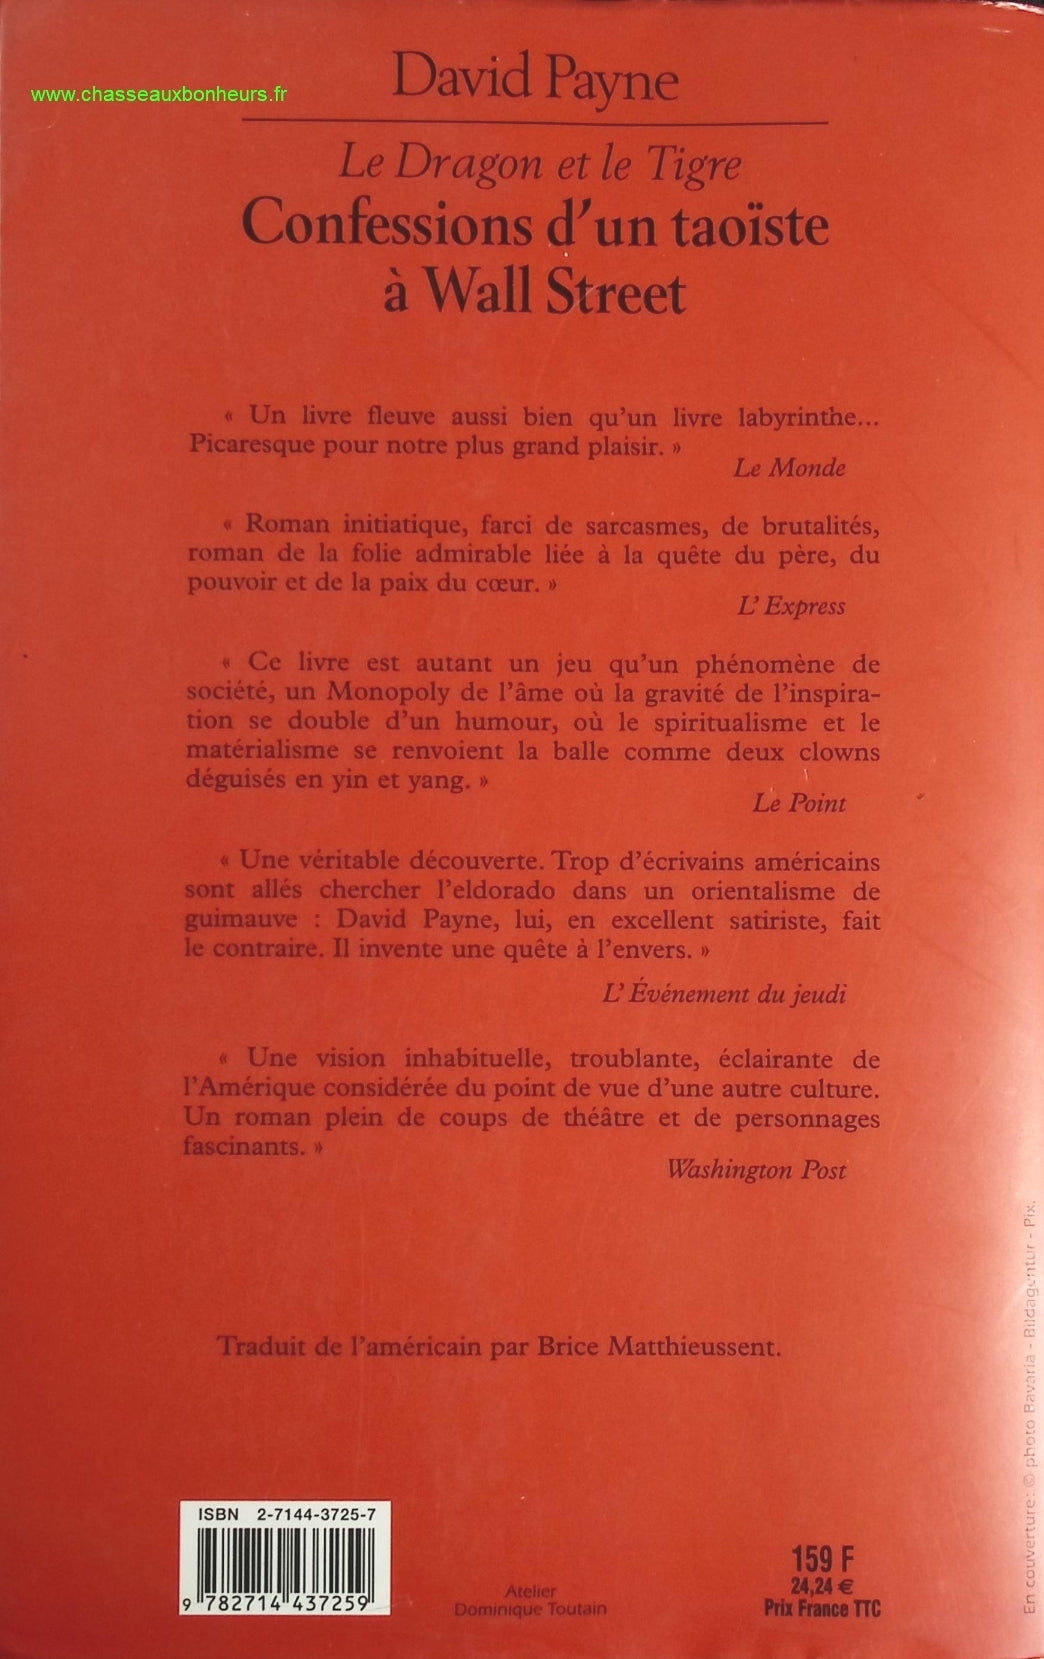 David Payne
www.chasseauxbonheurs.fr
Le Dragon et le Tigre
Confessions d'un taoïste
à Wall Street
« Un livre fleuve aussi bien qu'un livre labyrinthe...
Picaresque pour notre plus grand plaisir. »
Le Monde
« Roman initiatique, farci de sarcasmes, de brutalités,
roman de la folie admirable liée à la quête du père, du
pouvoir et de la paix du cœur. »
L'Express
« Ce livre est autant un jeu qu'un phénomène de
société, un Monopoly de l'âme où la gravité de l'inspira-
tion se double d'un humour, où le spiritualisme et le
matérialisme se renvoient la balle comme deux clowns
déguisés en yin et yang. »
Le Point
« Une véritable découverte. Trop d'écrivains américains
sont allés chercher l'eldorado dans un orientalisme de
guimauve : David Payne, lui, en excellent satiriste, fait
le contraire. Il invente une quête à l'envers. »
L'Événement du jeudi
« Une vision inhabituelle, troublante, éclairante de
l'Amérique considérée du point de vue d'une autre culture.
Un roman plein de coups de théâtre et de personnages
fascinants. »
Washington Post
Traduit de l'américain par Brice Matthieussent.
ISBN 2-7144-3725-7
9 782714 437259
Atelier
Dominique Toutain
159 F
24,24 €
Prix France TTC
En couverture : © photo Bavaria - Bildagentur - Pix.